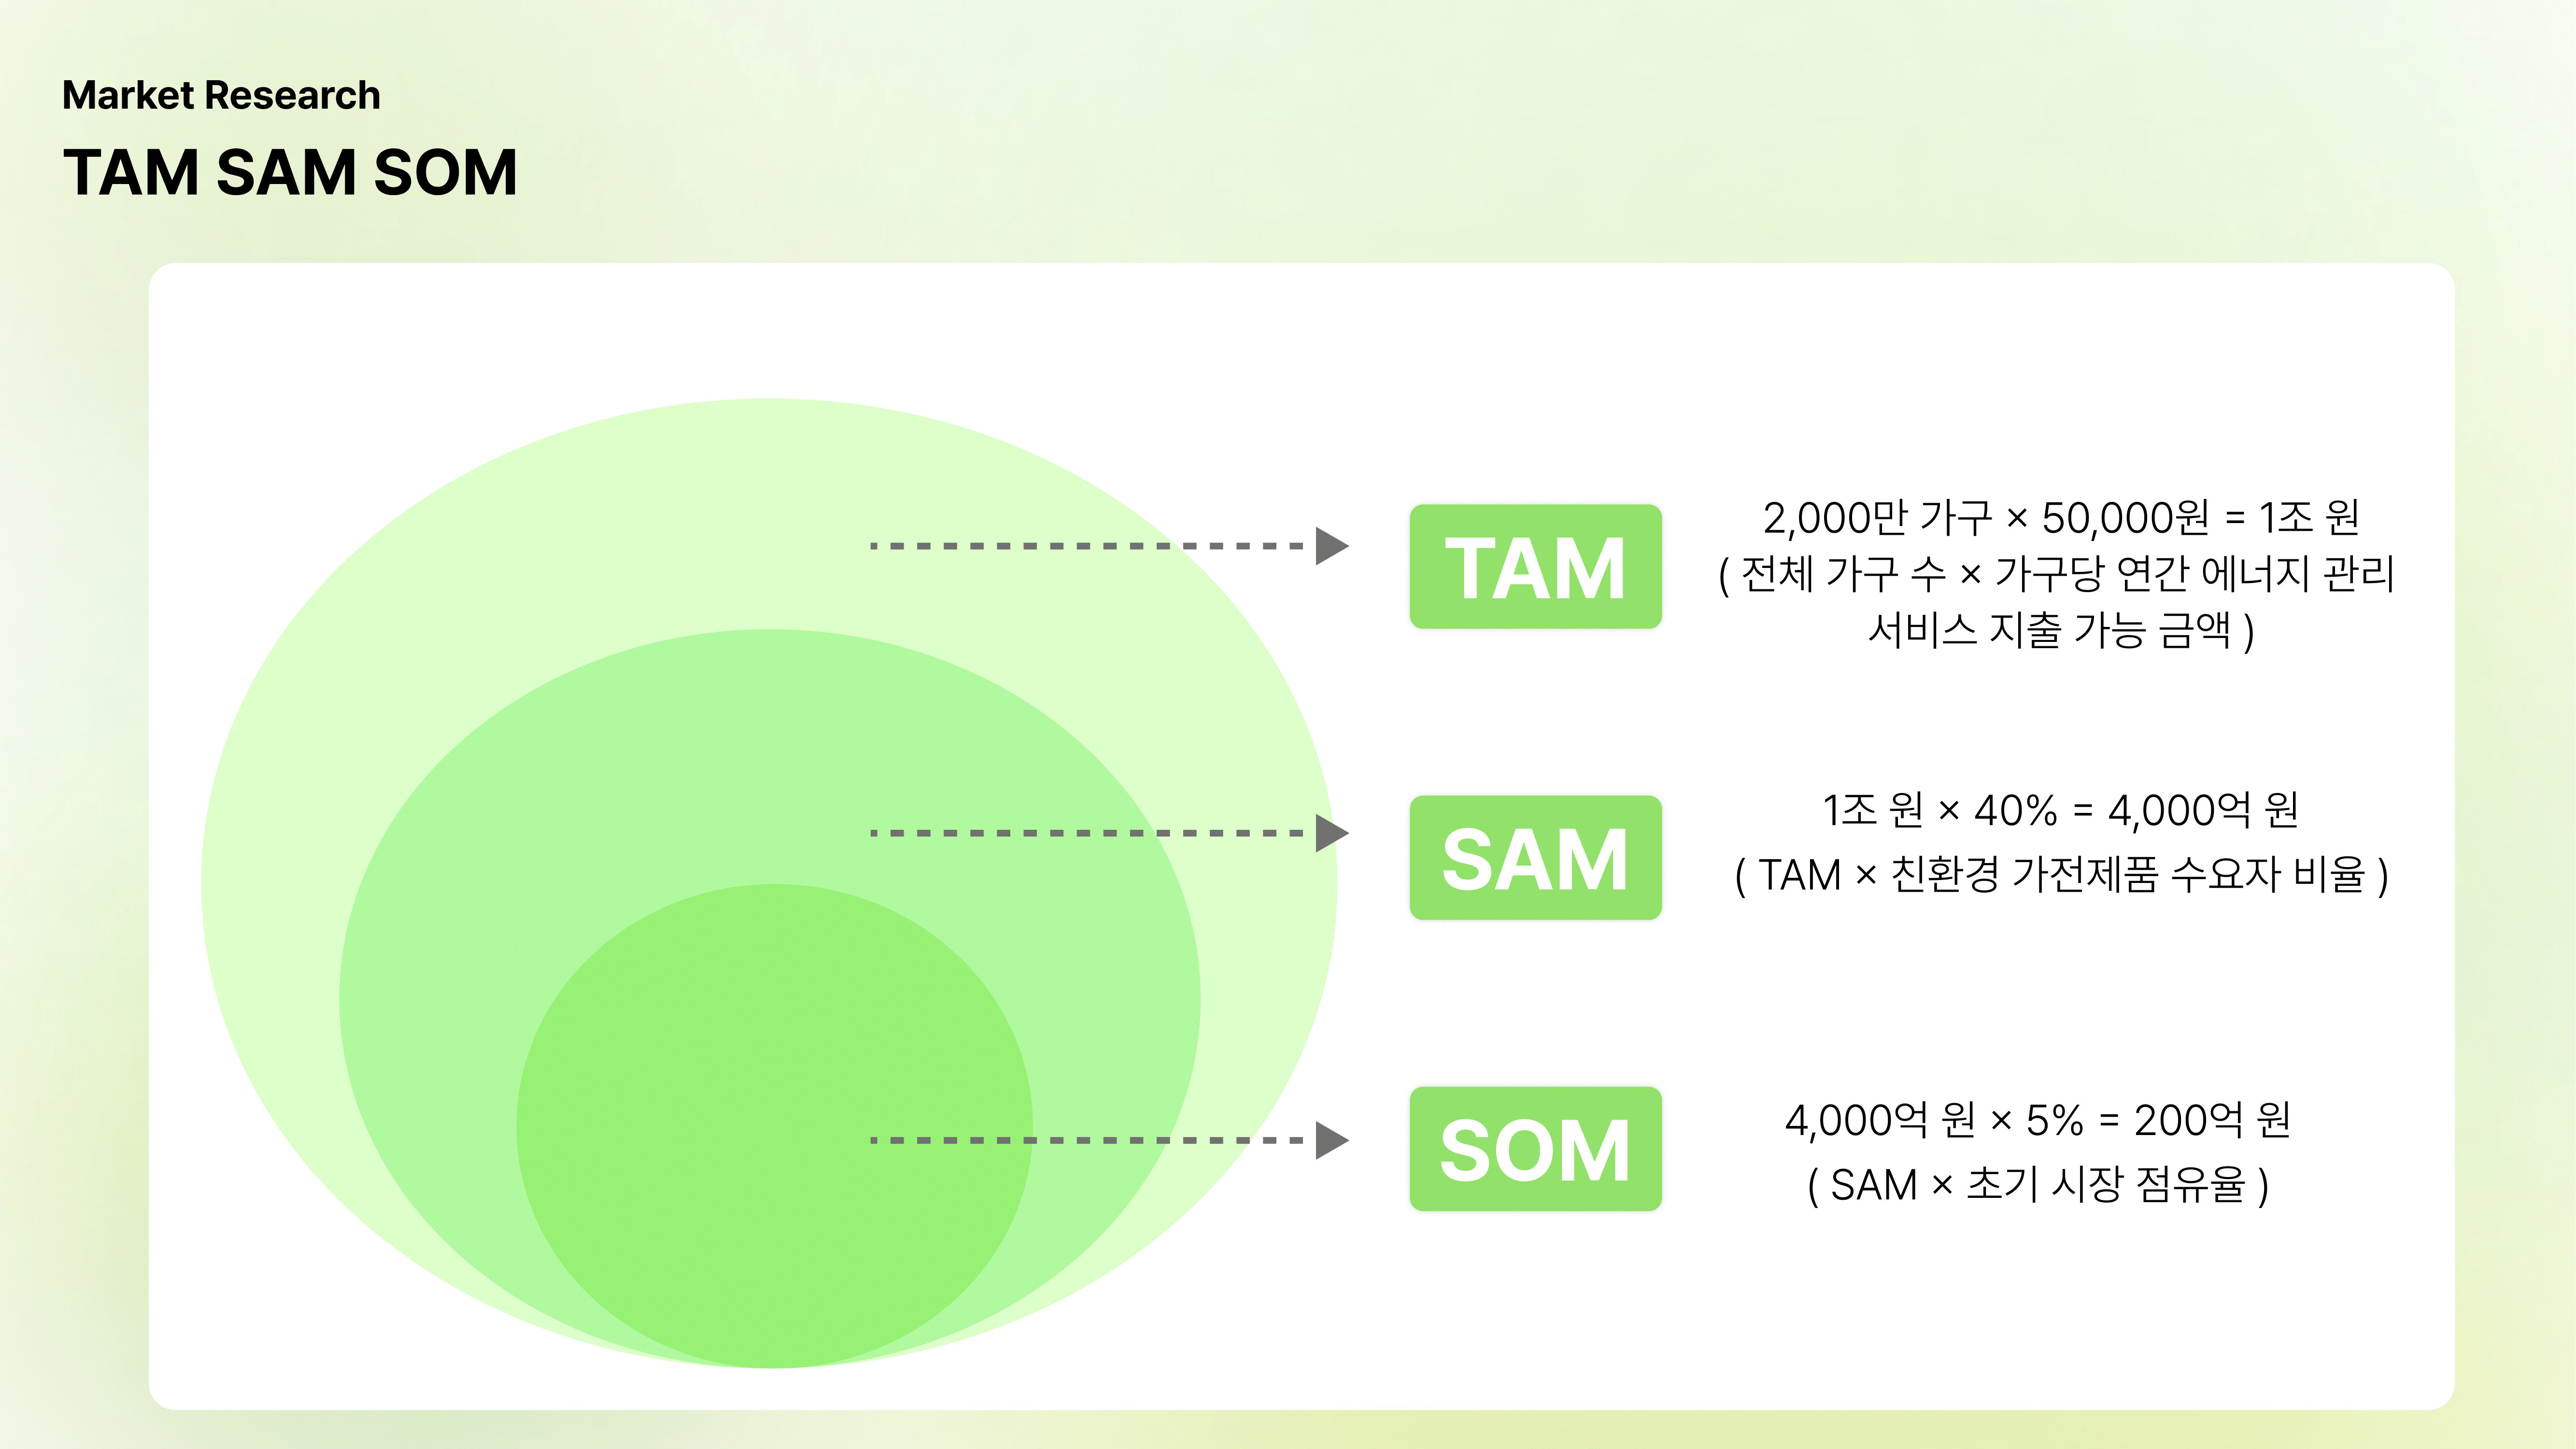 Market Research
TAM SAM SOM
TAM
2,000만 가구 × 50,000원 = 1조 원
( 전체 가구 수 × 가구당 연간 에너지 관리
서비스 지출 가능 금액 )
SAM
1조 원 × 40% = 4,000억 원
( TAM × 친환경 가전제품 수요자 비율 )
SOM
4,000억 원 × 5% = 200억 원
( SAM × 초기 시장 점유율 )